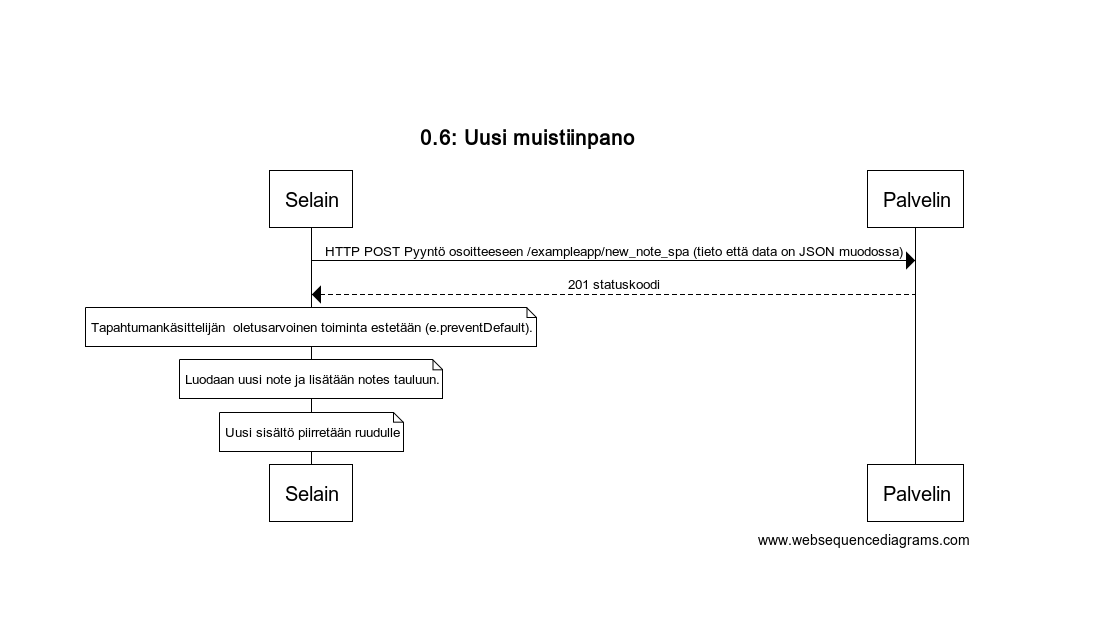 0.6: Uusi muistiinpano
Selain
Palvelin
HTTP POST Pyyntö osoitteeseen /exampleapp/new_note_spa (tieto että data on JSON muodossa)
201 statuskoodi
Tapahtumankäsittelijän  oletusarvoinen toiminta estetään (e.preventDefault).
Luodaan uusi note ja lisätään notes tauluun.
Uusi sisältö piirretään ruudulle
Selain
Palvelin
www.websequencediagrams.com